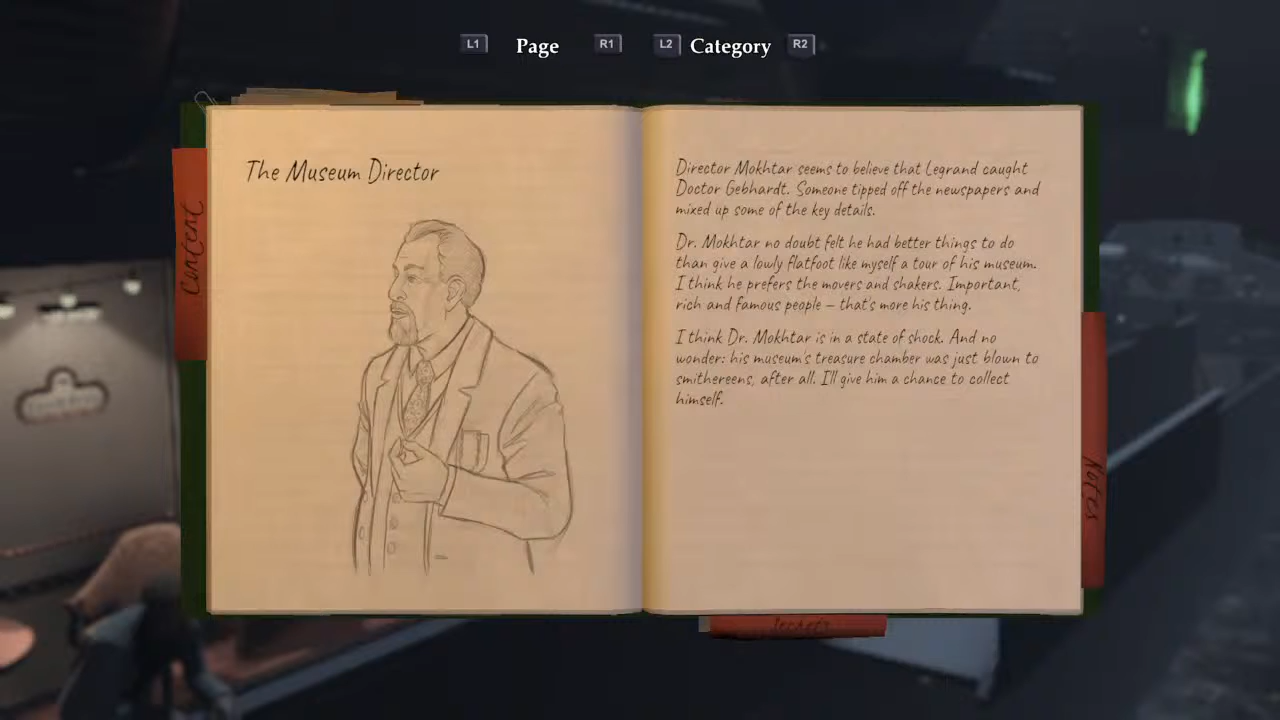 L1 Page R1 L2 Category R2
Content
The Museum Director
Director Mokhtar seems to believe that Legrand caught
Doctor Gebhardt. Someone tipped off the newspapers and
mixed up some of the key details.
Dr. Mokhtar no doubt felt he had better things to do
than give a lowly flatfoot like myself a tour of his museum.
I think he prefers the movers and shakers. Important,
rich and famous people – that's more his thing.
I think Dr. Mokhtar is in a state of shock. And no
wonder: his museum's treasure chamber was just blown to
smithereens, after all. I'll give him a chance to collect
himself.
Notes
Secrets